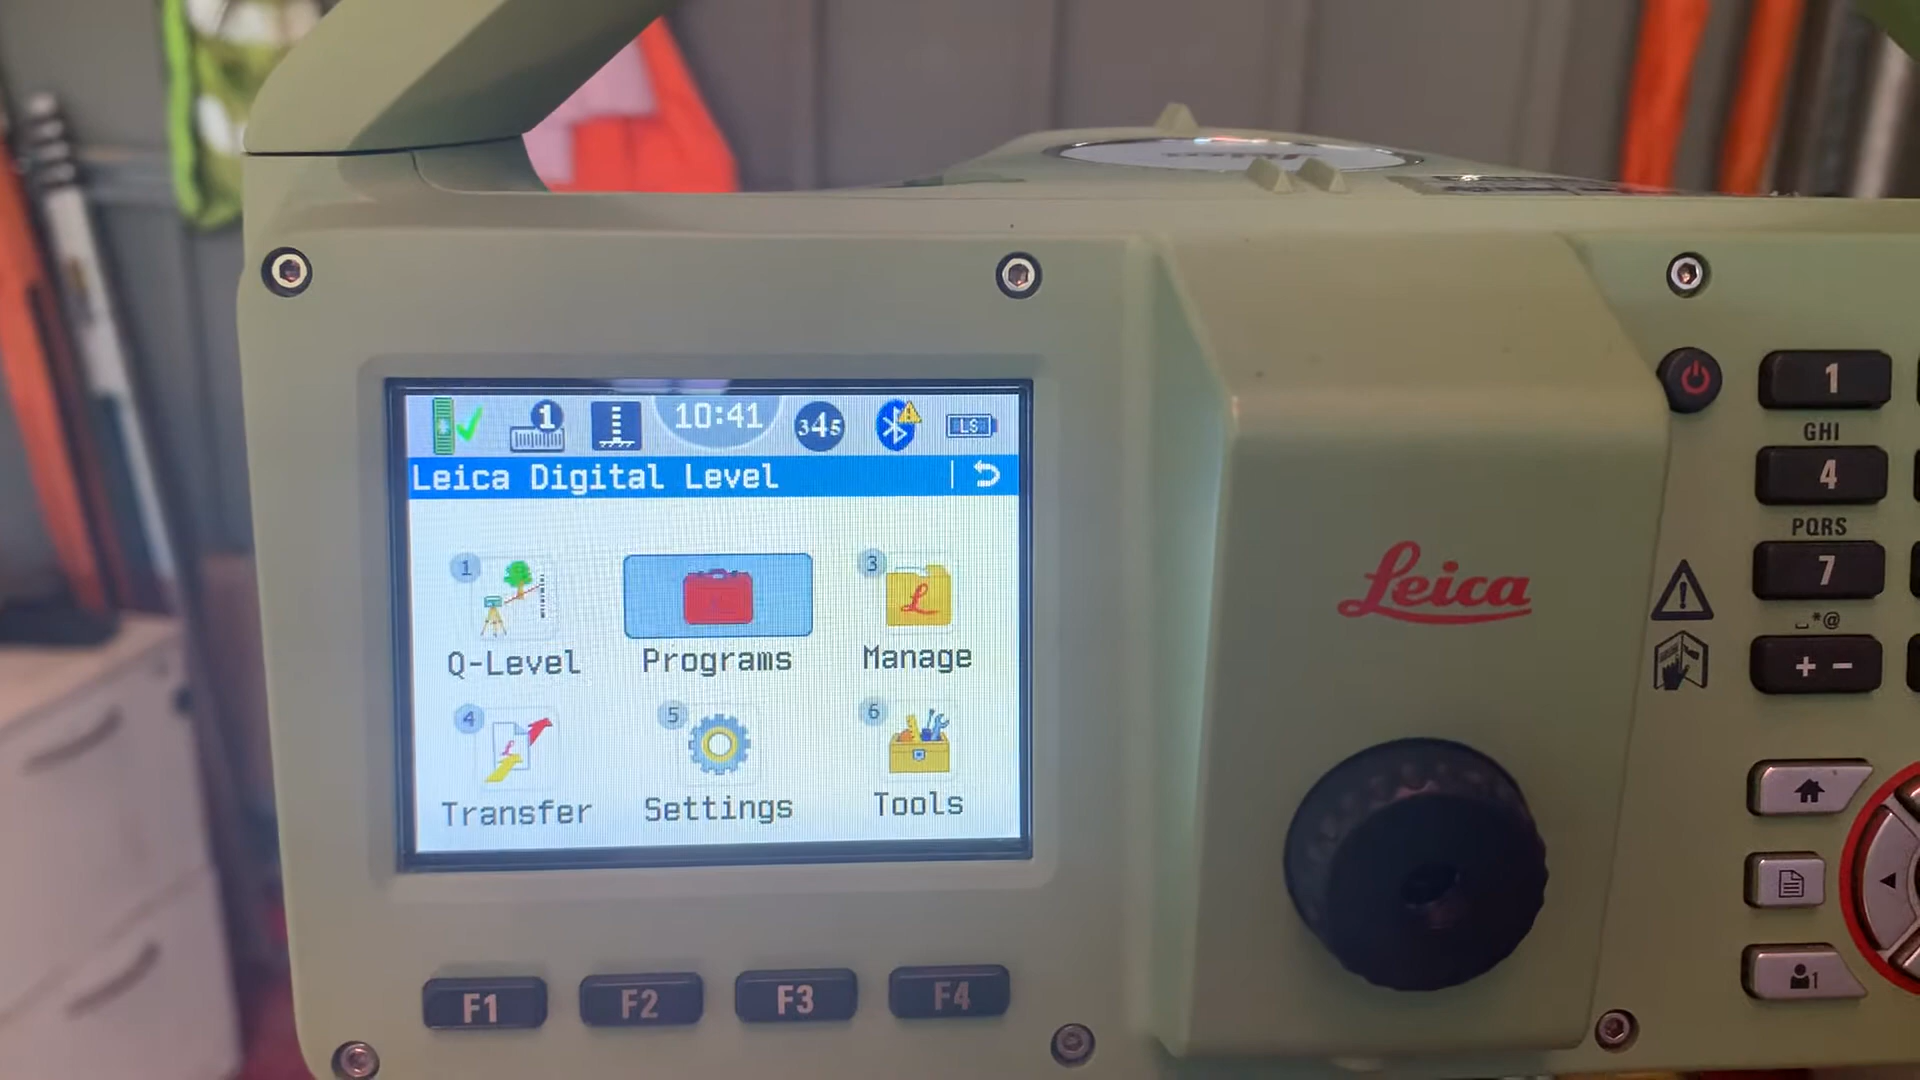 1
10:41
345
LS
Leica Digital Level
1
3
Q-Level
Programs
Manage
4
5
6
Transfer
Settings
Tools
F1
F2
F3
F4
Leica
1
GHI
4
PQRS
7
*@
+ -
1